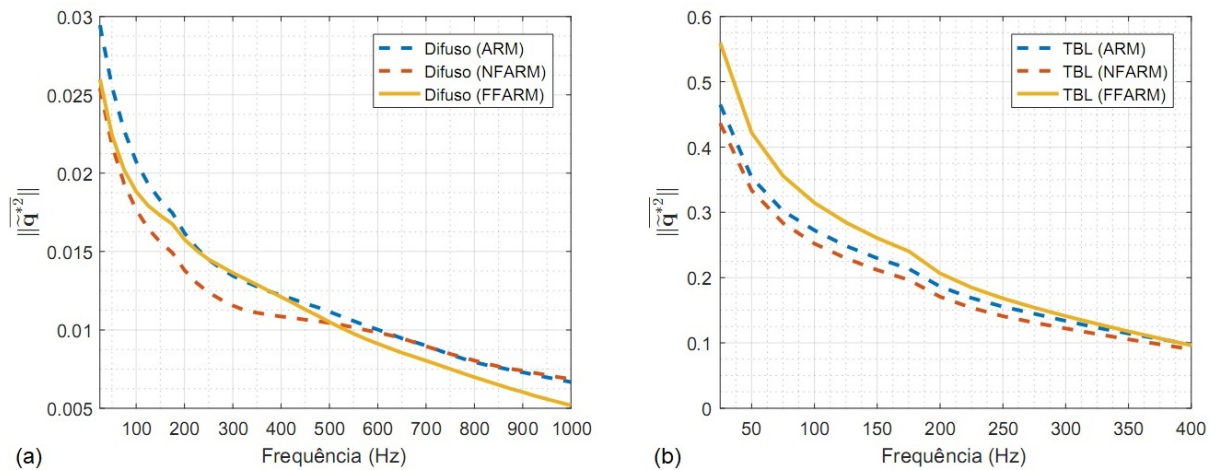 0.03
0.025
0.02
0.015
0.01
0.005
||q̃*²||
Difuso (ARM)
Difuso (NFARM)
Difuso (FFARM)
100 200 300 400 500 600 700 800 900 1000
(a) Frequência (Hz)
0.6
0.5
0.4
0.3
0.2
0.1
0
||q̃*²||
TBL (ARM)
TBL (NFARM)
TBL (FFARM)
50 100 150 200 250 300 350 400
(b) Frequência (Hz)